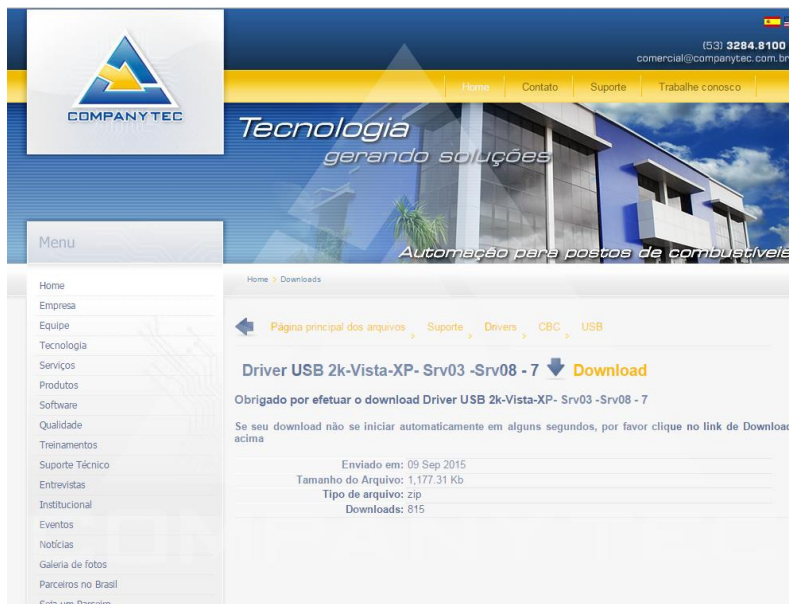 (53) 3284.8100
comercial@companytec.com.br
Home Contato Suporte Trabalhe conosco
COMPANYTEC
Tecnologia
gerando soluções
Automação para postos de combustíveis
Menu
Home > Downloads
Home
Empresa
Equipe
Tecnologia
Serviços
Produtos
Software
Qualidade
Treinamentos
Suporte Técnico
Entrevistas
Institucional
Eventos
Notícias
Galeria de fotos
Parceiros no Brasil
Seja um Parceiro
Página principal dos arquivos > Suporte > Drivers > CBC > USB
Driver USB 2k-Vista-XP- Srv03 -Srv08 - 7 Download
Obrigado por efetuar o download Driver USB 2k-Vista-XP- Srv03 -Srv08 - 7
Se seu download não se iniciar automaticamente em alguns segundos, por favor clique no link de Download
acima
Enviado em: 09 Sep 2015
Tamanho do Arquivo: 1,177.31 Kb
Tipo de arquivo: zip
Downloads: 815
COMPANYTEC